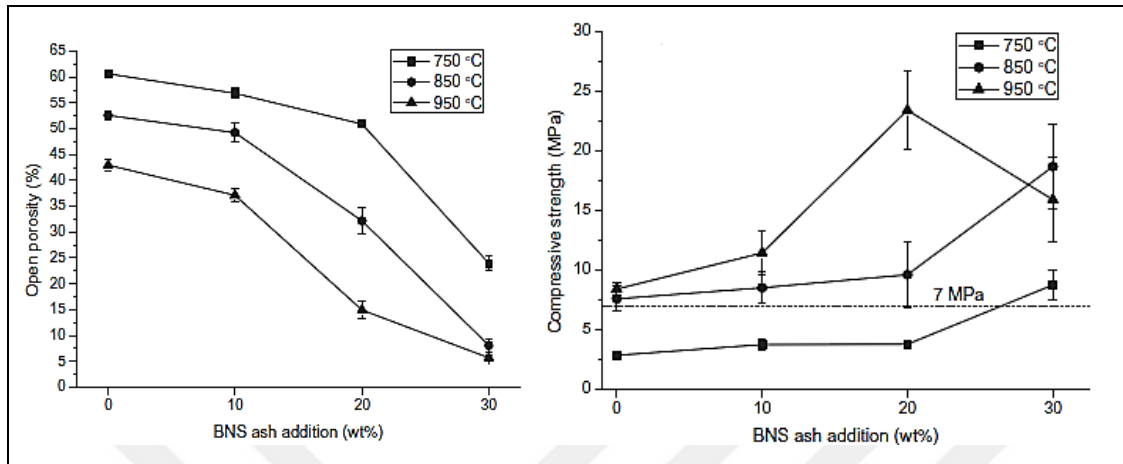 65
60
55
50
45
40
35
30
25
20
15
10
5
0
Open porosity (%)
750 °C
850 °C
950 °C
0 10 20 30
BNS ash addition (wt%)
30
25
20
15
10
5
0
Compressive strength (MPa)
750 °C
850 °C
950 °C
7 MPa
0 10 20 30
BNS ash addition (wt%)